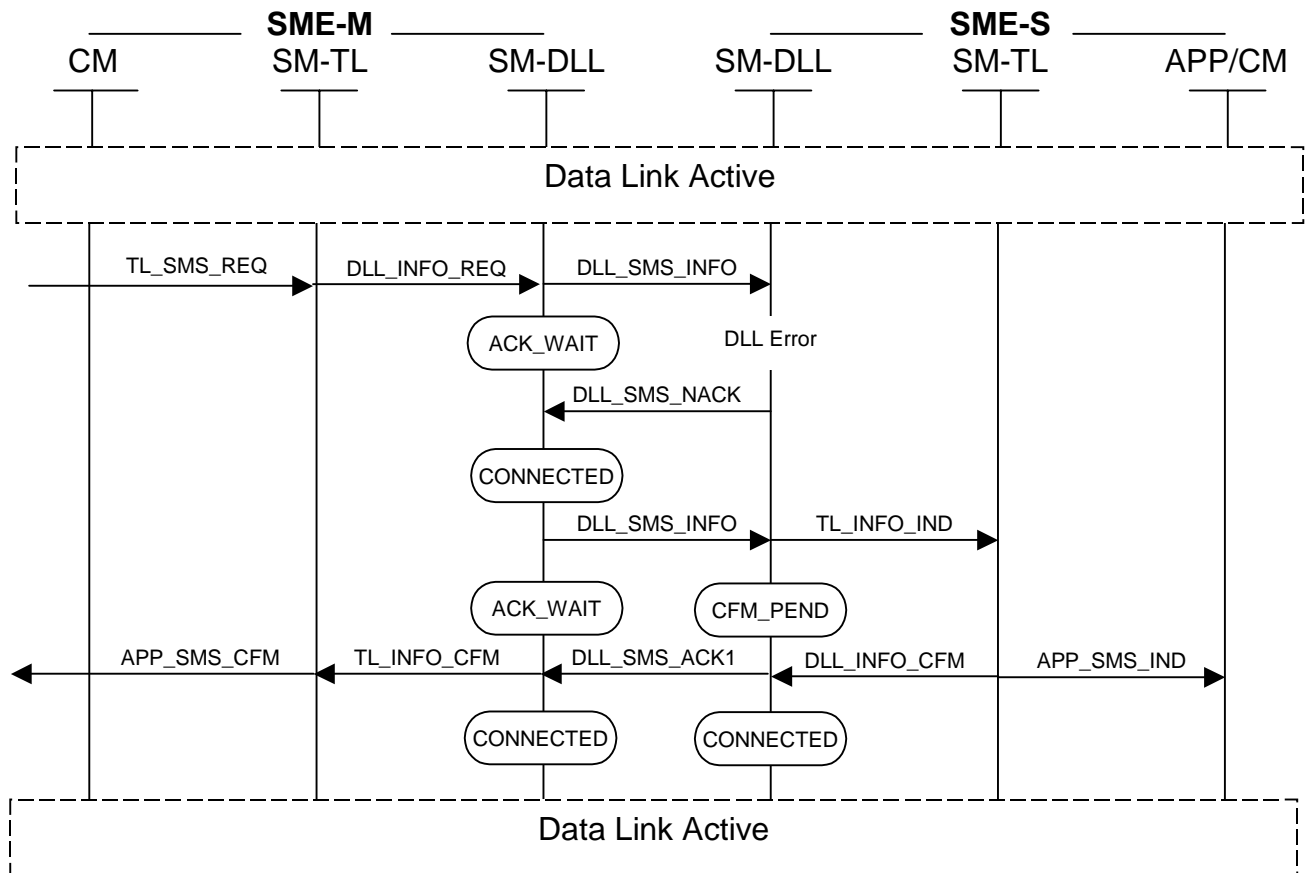 SME-M SME-S
CM SM-TL SM-DLL SM-DLL SM-TL APP/CM
Data Link Active
TL_SMS_REQ DLL_INFO_REQ DLL_SMS_INFO
ACK_WAIT DLL Error
DLL_SMS_NACK
CONNECTED
DLL_SMS_INFO TL_INFO_IND
ACK_WAIT CFM_PEND
APP_SMS_CFM TL_INFO_CFM DLL_SMS_ACK1 DLL_INFO_CFM APP_SMS_IND
CONNECTED CONNECTED
Data Link Active